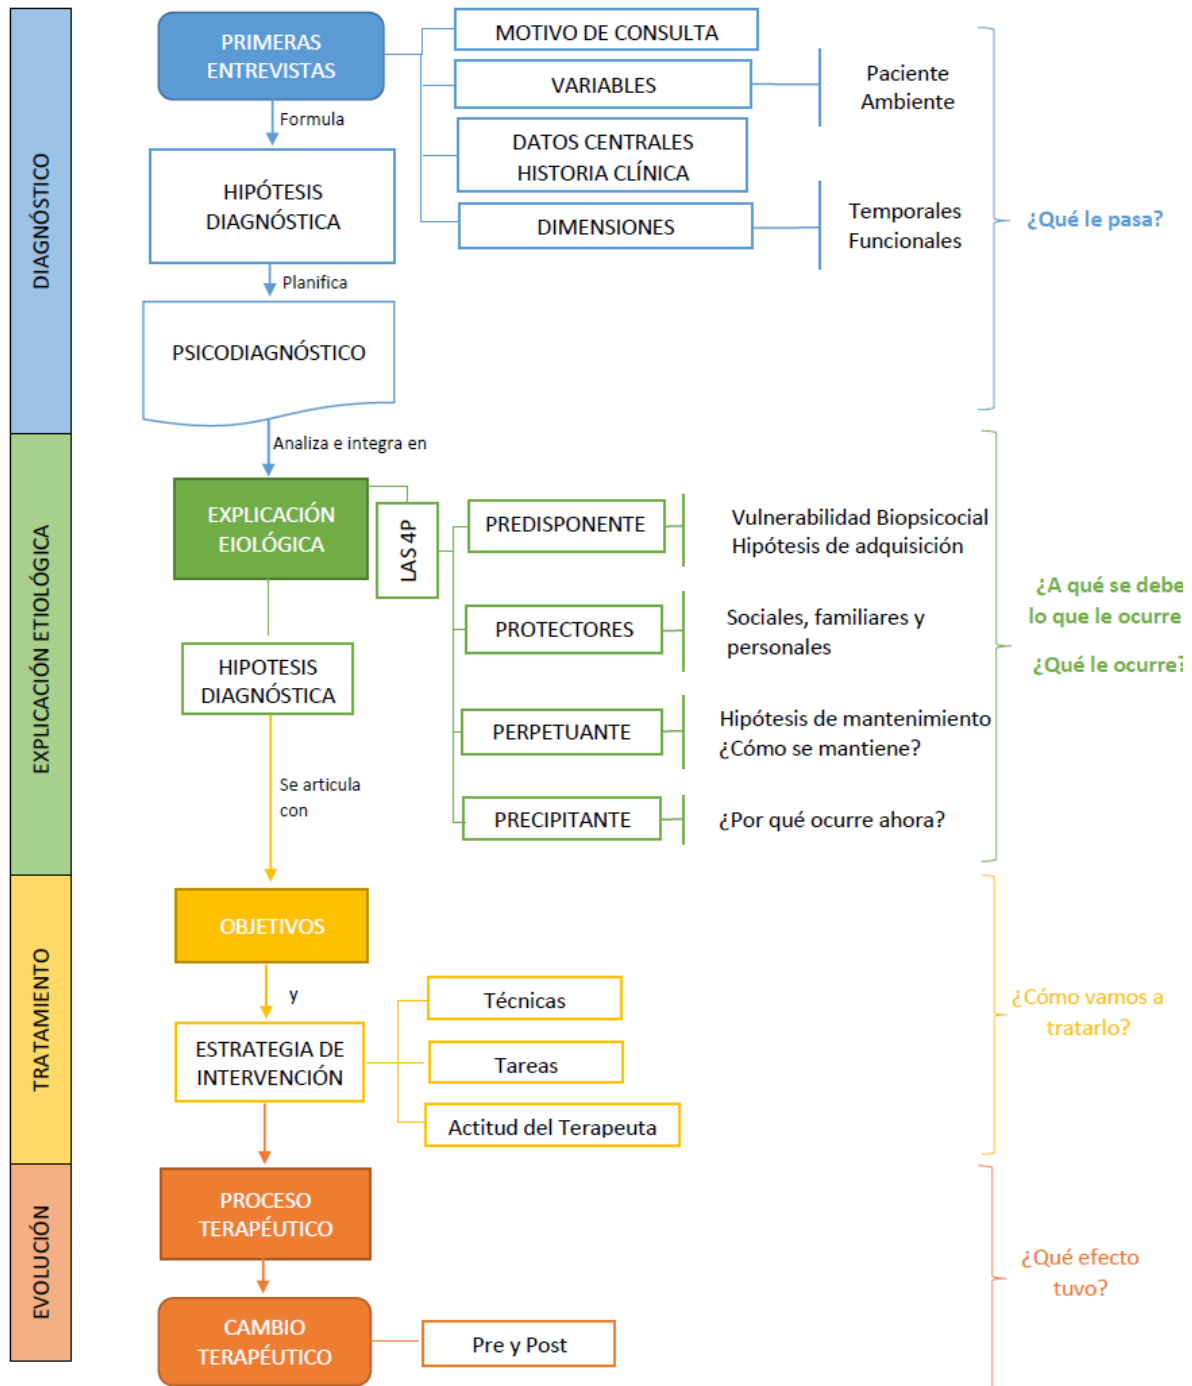 DIAGNÓSTICO
PRIMERAS
ENTREVISTAS
MOTIVO DE CONSULTA
VARIABLES
Paciente
Ambiente
DATOS CENTRALES
HISTORIA CLÍNICA
DIMENSIONES
Temporales
Funcionales
¿Qué le pasa?
Formula
HIPÓTESIS
DIAGNÓSTICA
Planifica
PSICODIAGNÓSTICO
Analiza e integra en
EXPLICACIÓN ETIOLÓGICA
EXPLICACIÓN
EIOLÓGICA
LAS 4P
PREDISPONENTE
Vulnerabilidad Biopsicocial
Hipótesis de adquisición
PROTECTORES
Sociales, familiares y
personales
PERPETUANTE
Hipótesis de mantenimiento
¿Cómo se mantiene?
PRECIPITANTE
¿Por qué ocurre ahora?
¿A qué se debe
lo que le ocurre?
¿Qué le ocurre?
HIPOTESIS
DIAGNÓSTICA
Se articula
con
TRATAMIENTO
OBJETIVOS
y
ESTRATEGIA DE
INTERVENCIÓN
Técnicas
Tareas
Actitud del Terapeuta
¿Cómo vamos a
tratarlo?
EVOLUCIÓN
PROCESO
TERAPÉUTICO
CAMBIO
TERAPÉUTICO
Pre y Post
¿Qué efecto
tuvo?